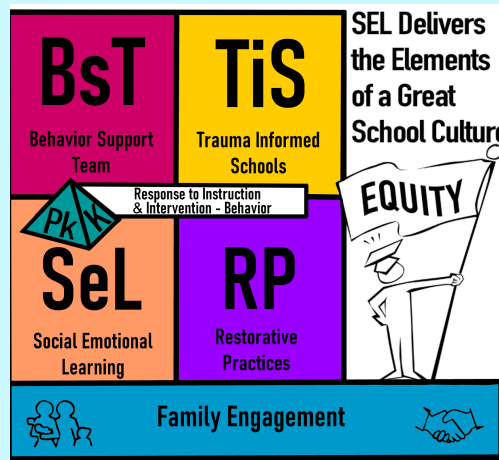 BsT
Behavior Support
Team
TiS
Trauma Informed
Schools
SEL Delivers
the Elements
of a Great
School Culture
EQUITY
Pk K
Response to Instruction
& Intervention - Behavior
SeL
Social Emotional
Learning
RP
Restorative
Practices
Family Engagement